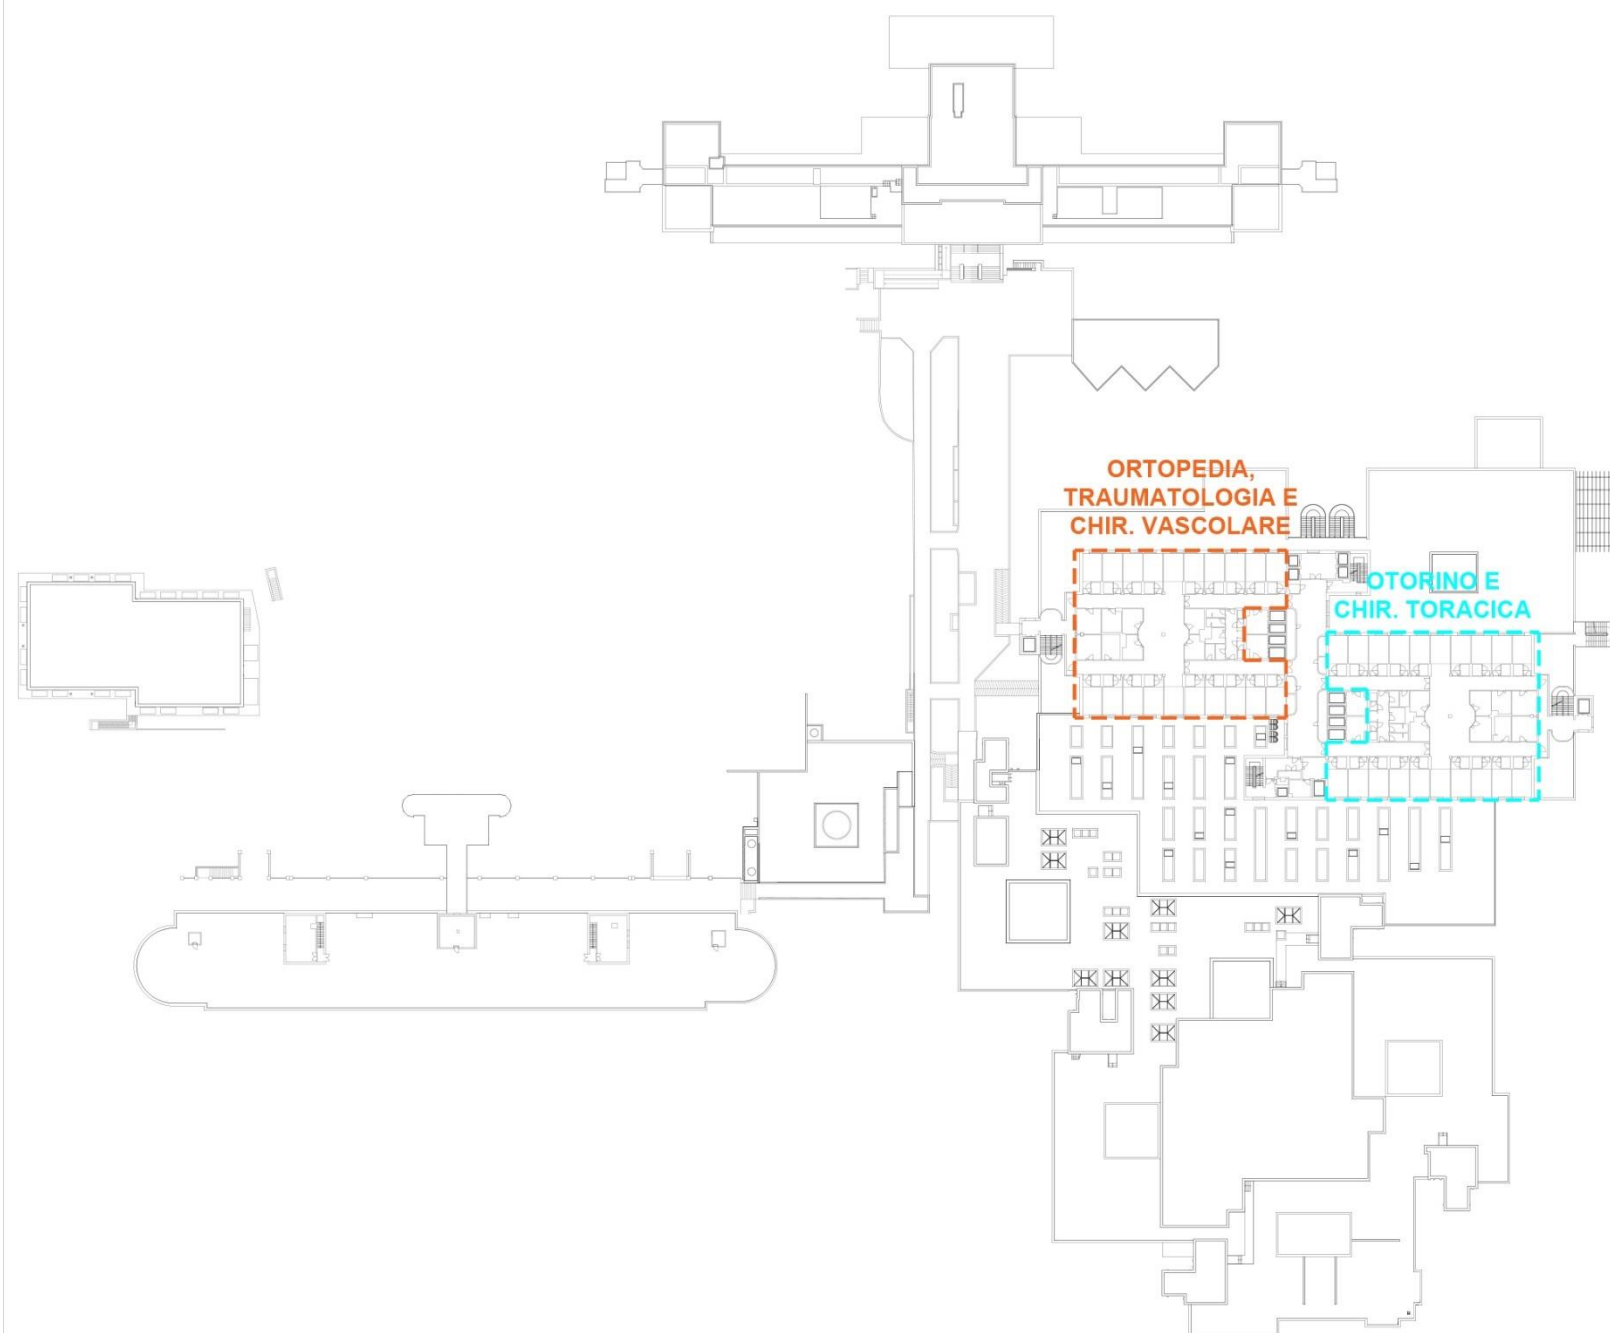 ORTOPEDIA,
TRAUMATOLOGIA E
CHIR. VASCOLARE
OTORINO E
CHIR. TORACICA